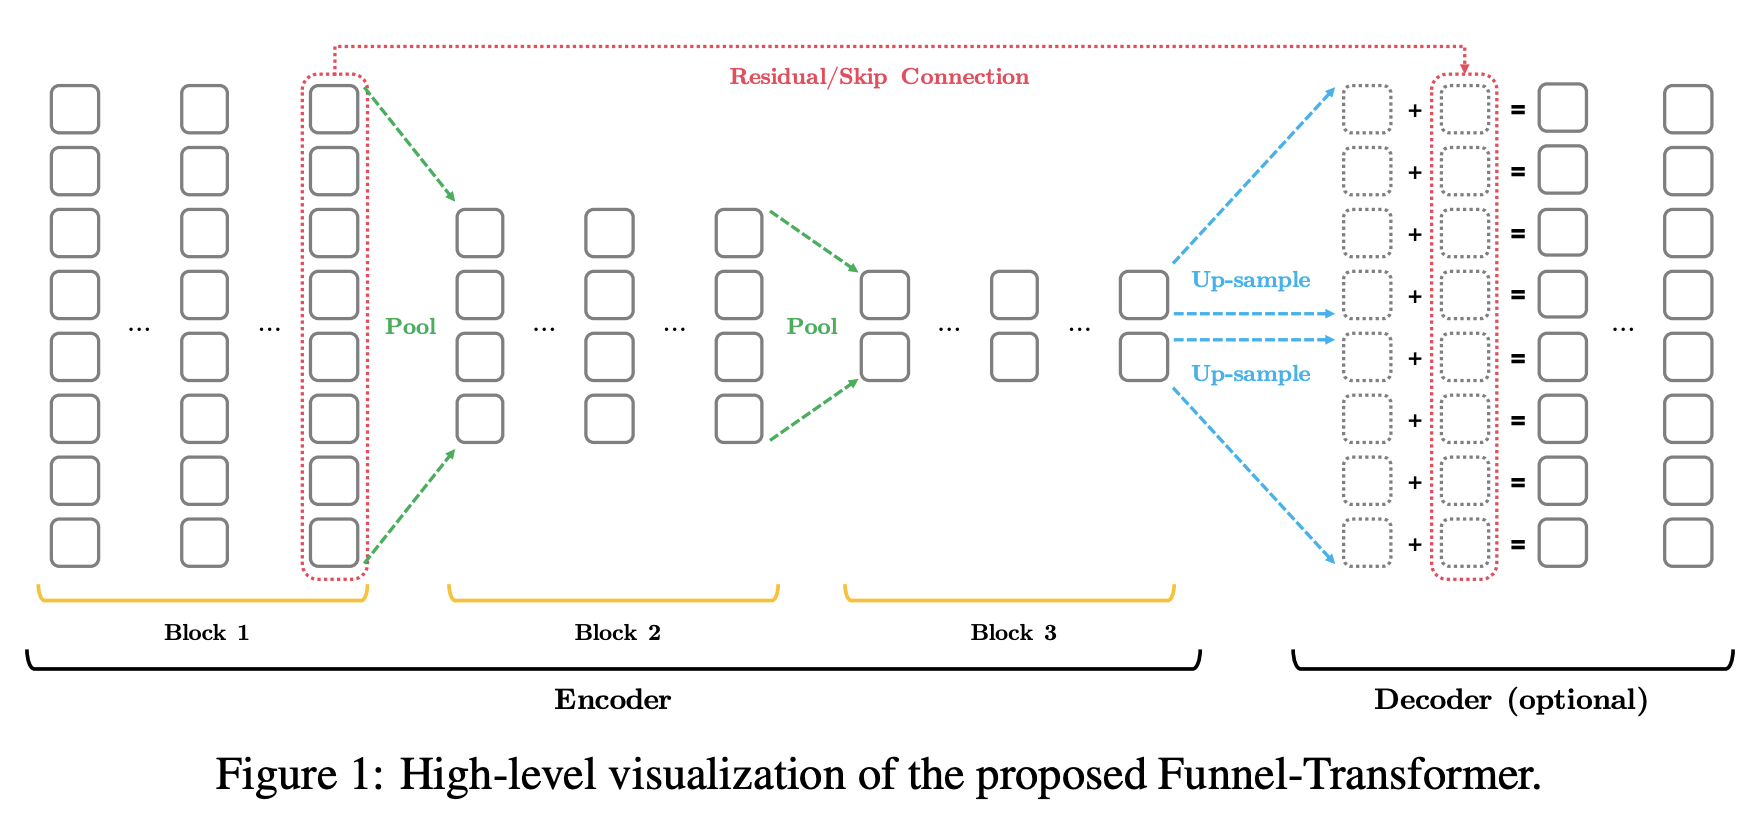 Residual/Skip Connection
+ =
+ =
+ =
Up-sample
+ =
... ... Pool ... ... Pool ... ... ...
+ =
Up-sample
+ =
+ =
+ =
Block 1 Block 2 Block 3
Encoder Decoder (optional)
Figure 1: High-level visualization of the proposed Funnel-Transformer.